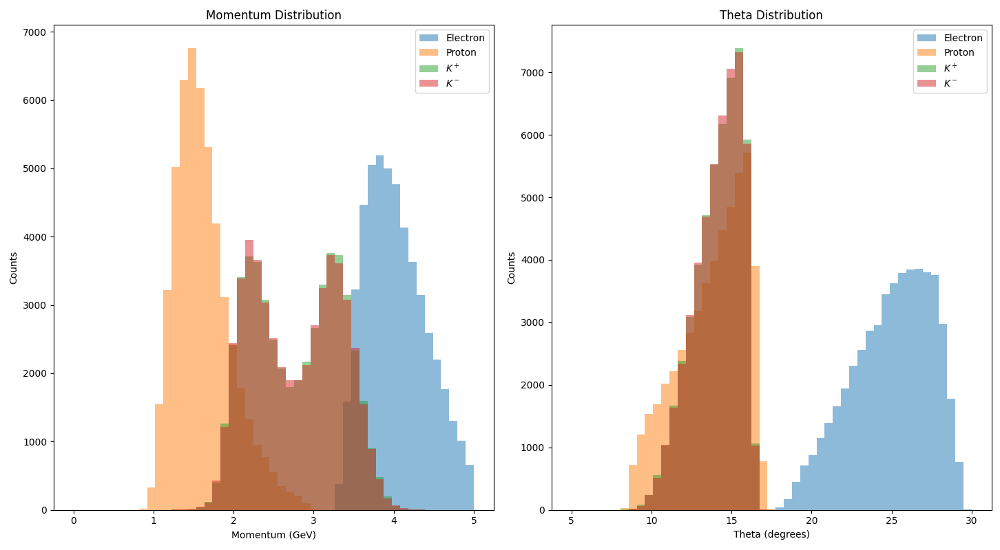 Momentum Distribution
7000
6000
5000
4000
3000
2000
1000
0
Counts
0 1 2 3 4 5
Momentum (GeV)
Electron
Proton
K⁺
K⁻
Theta Distribution
7000
6000
5000
4000
3000
2000
1000
0
Counts
5 10 15 20 25 30
Theta (degrees)
Electron
Proton
K⁺
K⁻